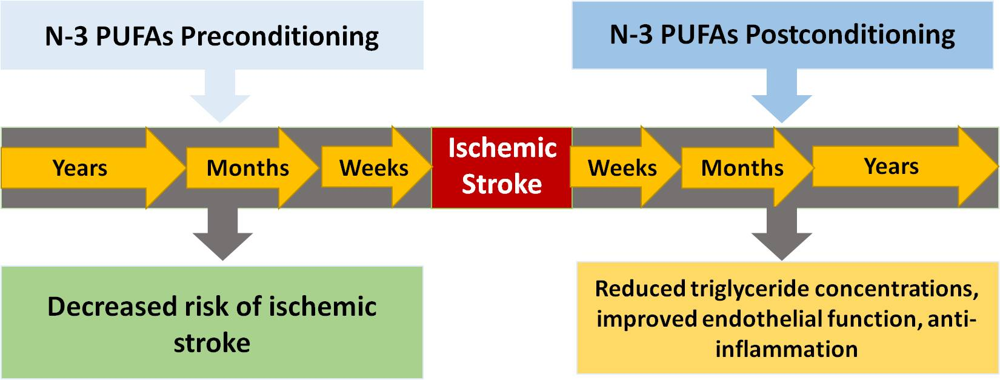 N-3 PUFAs Preconditioning
N-3 PUFAs Postconditioning
Years
Months
Weeks
Ischemic
Stroke
Weeks
Months
Years
Decreased risk of ischemic
stroke
Reduced triglyceride concentrations,
improved endothelial function, anti-
inflammation